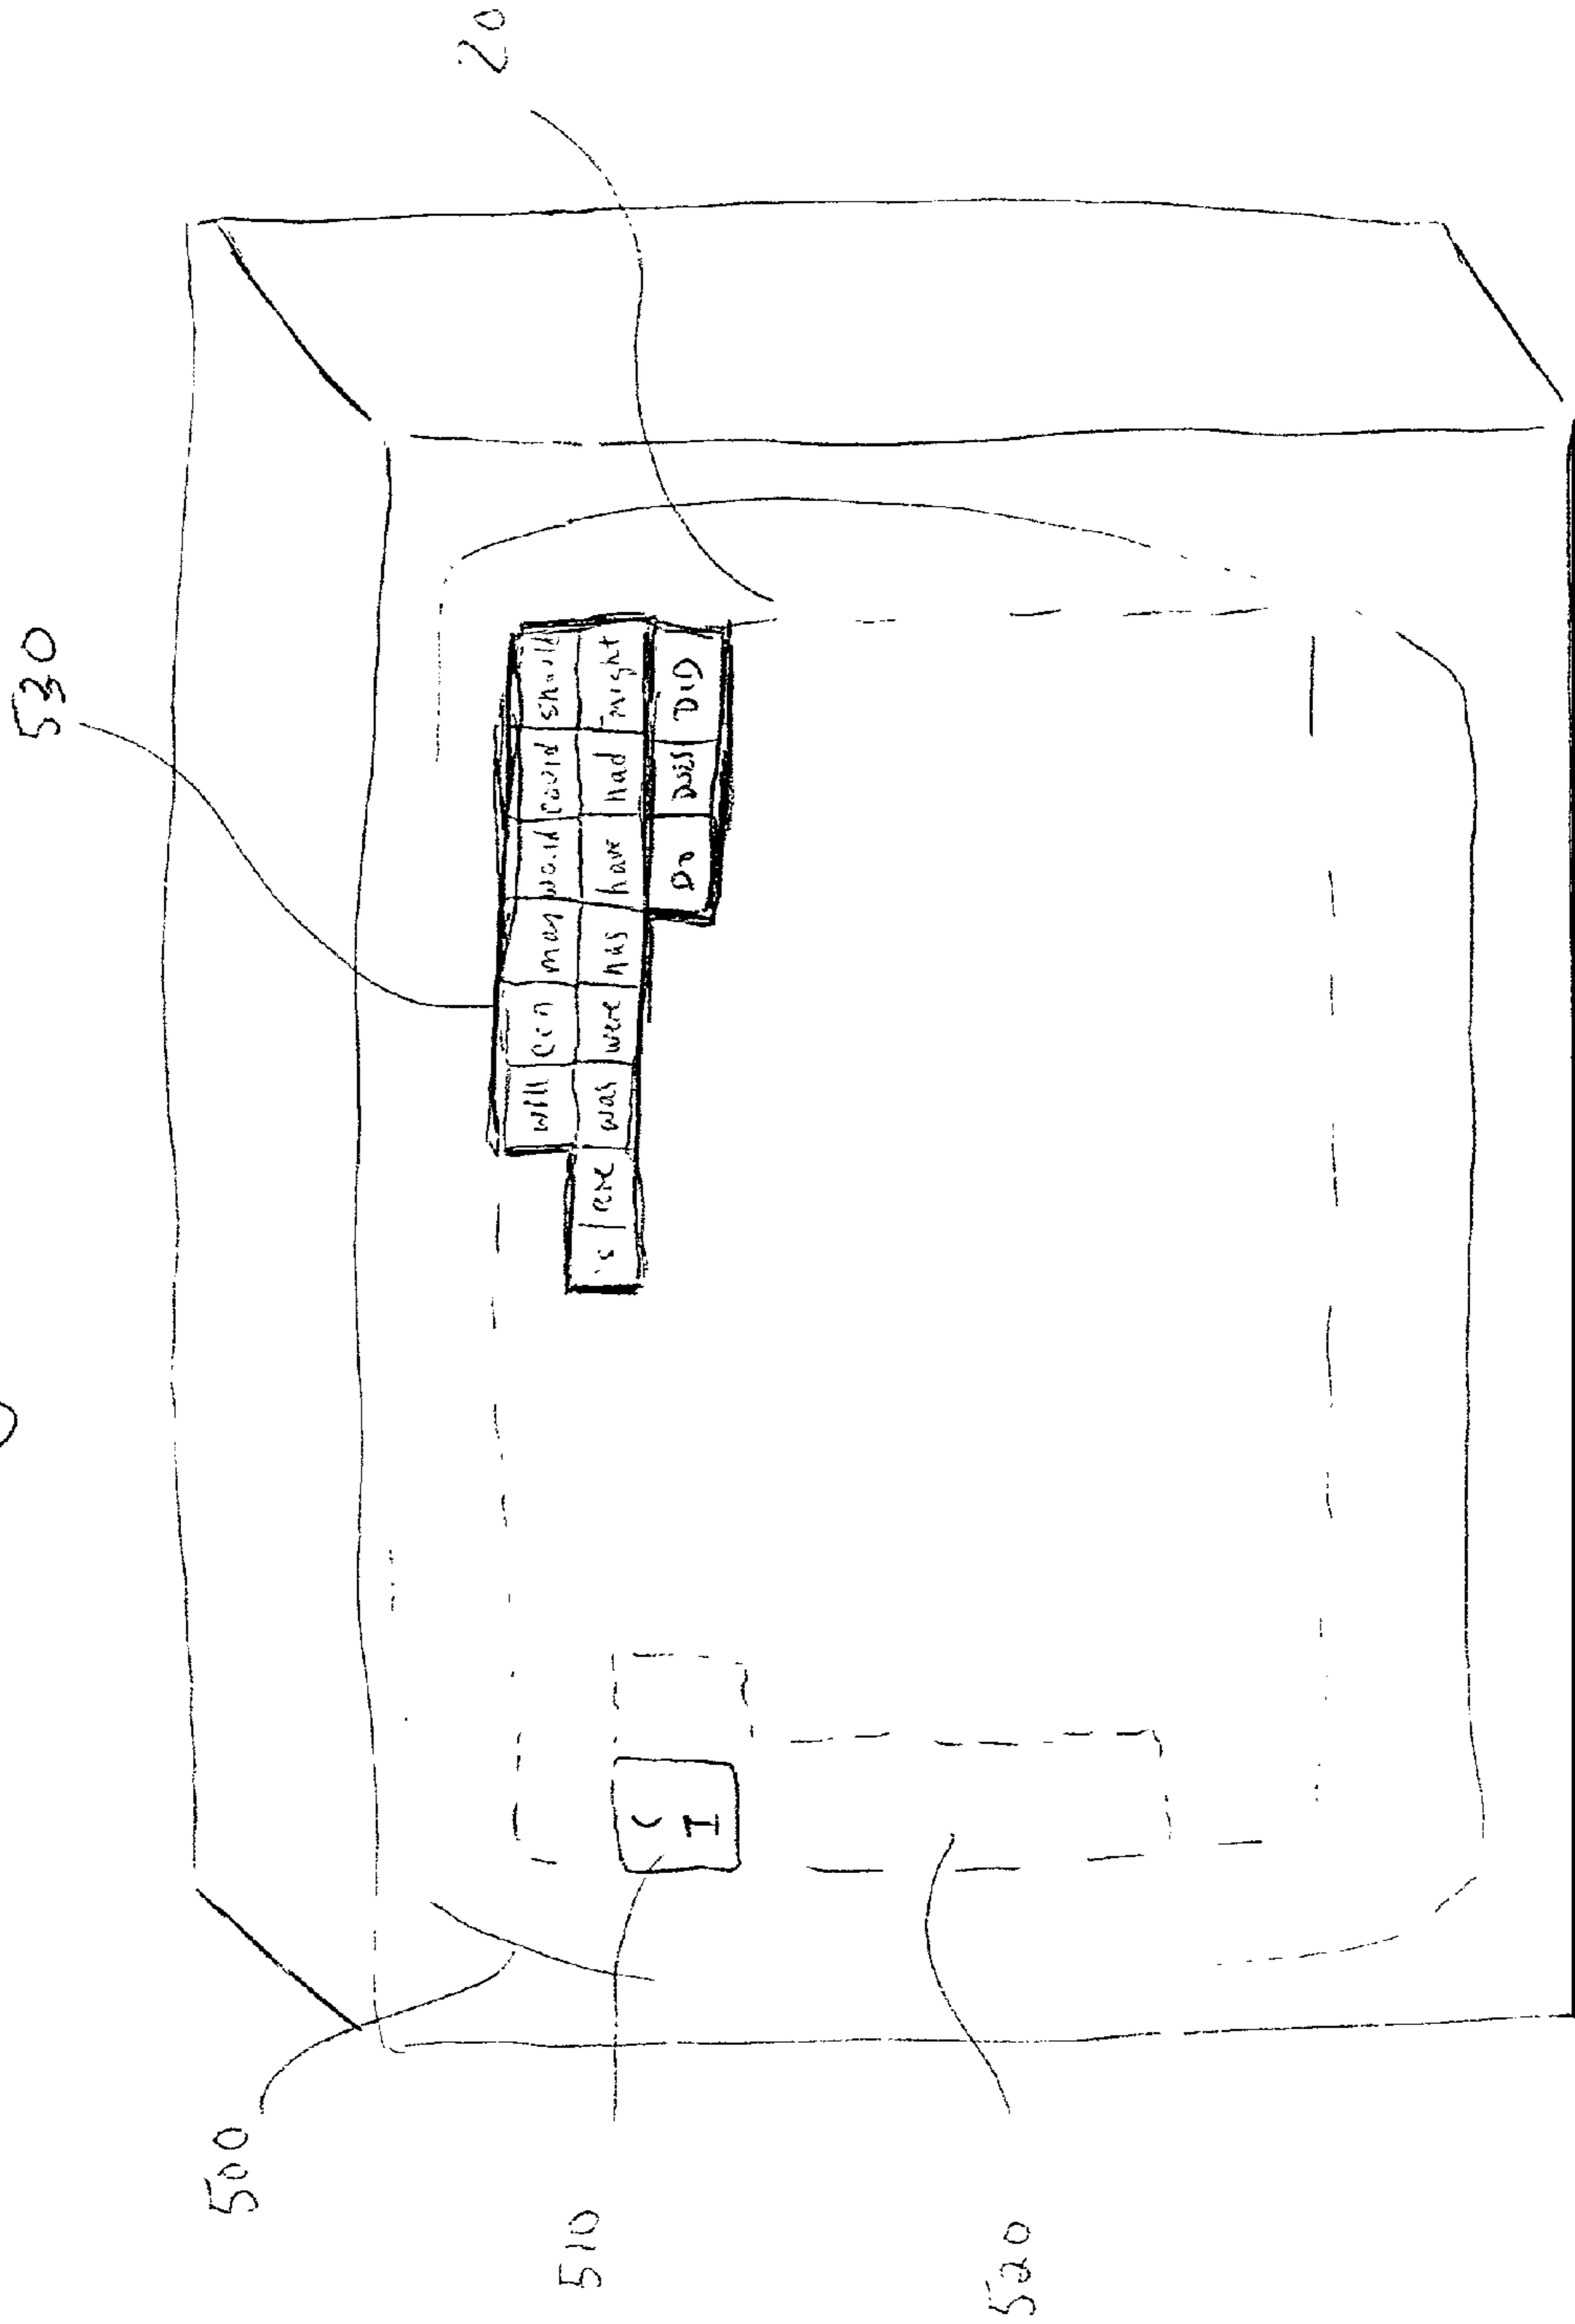 530
500
20
will can may would could should
510
is are was were has have had might
C
I
Do Does DID
520